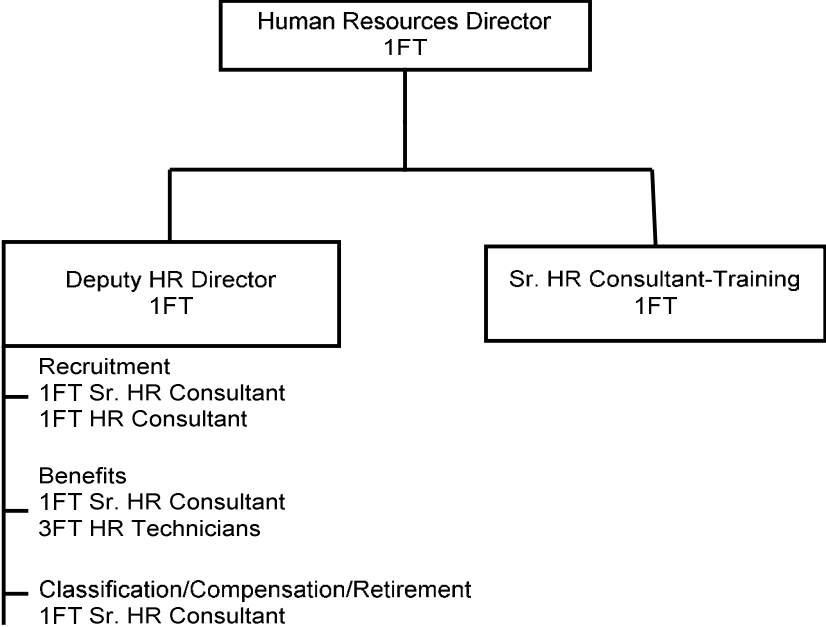 Human Resources Director
1FT
Deputy HR Director
1FT
Sr. HR Consultant-Training
1FT
Recruitment
1FT Sr. HR Consultant
1FT HR Consultant
Benefits
1FT Sr. HR Consultant
3FT HR Technicians
Classification/Compensation/Retirement
1FT Sr. HR Consultant